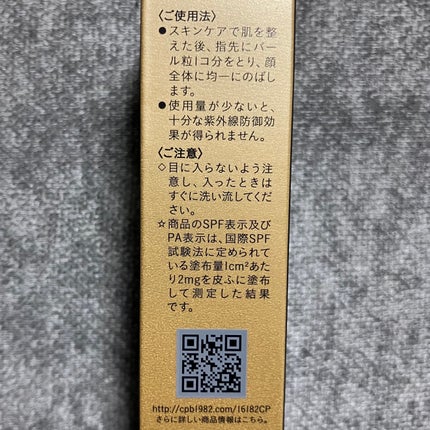 〈ご使用法〉
●スキンケアで肌を整
えた後、指先にパー
ル粒1コ分をとり、顔
全体に均一にのばし
ます。
●使用量が少ないと、
十分な紫外線防御効
果が得られません。
〈ご注意〉
◇目に入らないよう注
意し、入ったときは
すぐに洗い流してくだ
さい。
☆商品のSPF表示及び
PA表示は、国際SPF
試験法に定められて
いる塗布量1cm²あた
り2mgを皮ふに塗布
して測定した結果
です。
http://cpb1982.com/16182CP
さらに詳しい商品情報はこちら。